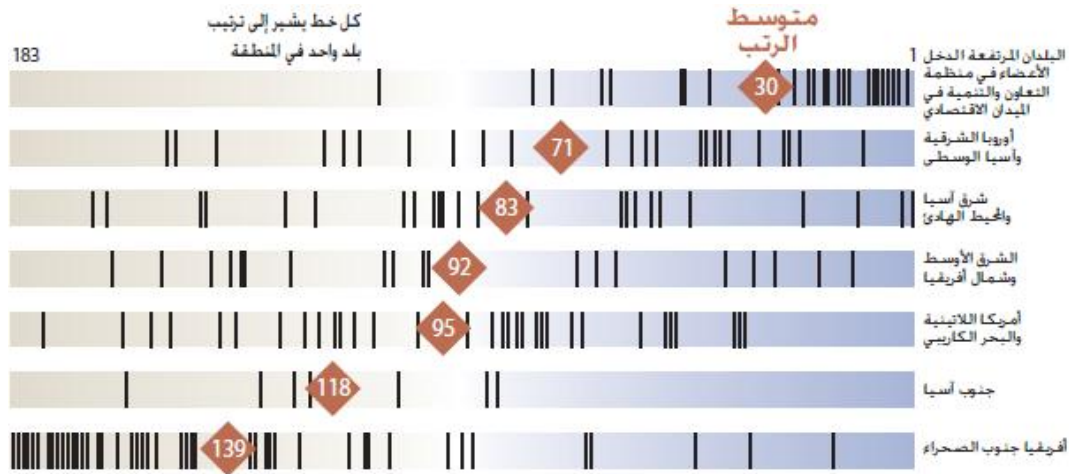 متوسط
الرتب
كل خط يشير إلى ترتيب
بلد واحد في المنطقة
1
183
البلدان المرتفعة الدخل
الأعضاء في منظمة
التعاون والتنمية في
الميدان الاقتصادي
30
أوروبا الشرقية
وآسيا الوسطى
71
شرق آسيا
والمحيط الهادئ
83
الشرق الأوسط
وشمال أفريقيا
92
أمريكا اللاتينية
والبحر الكاريبي
95
جنوب آسيا
118
أفريقيا جنوب الصحراء
139